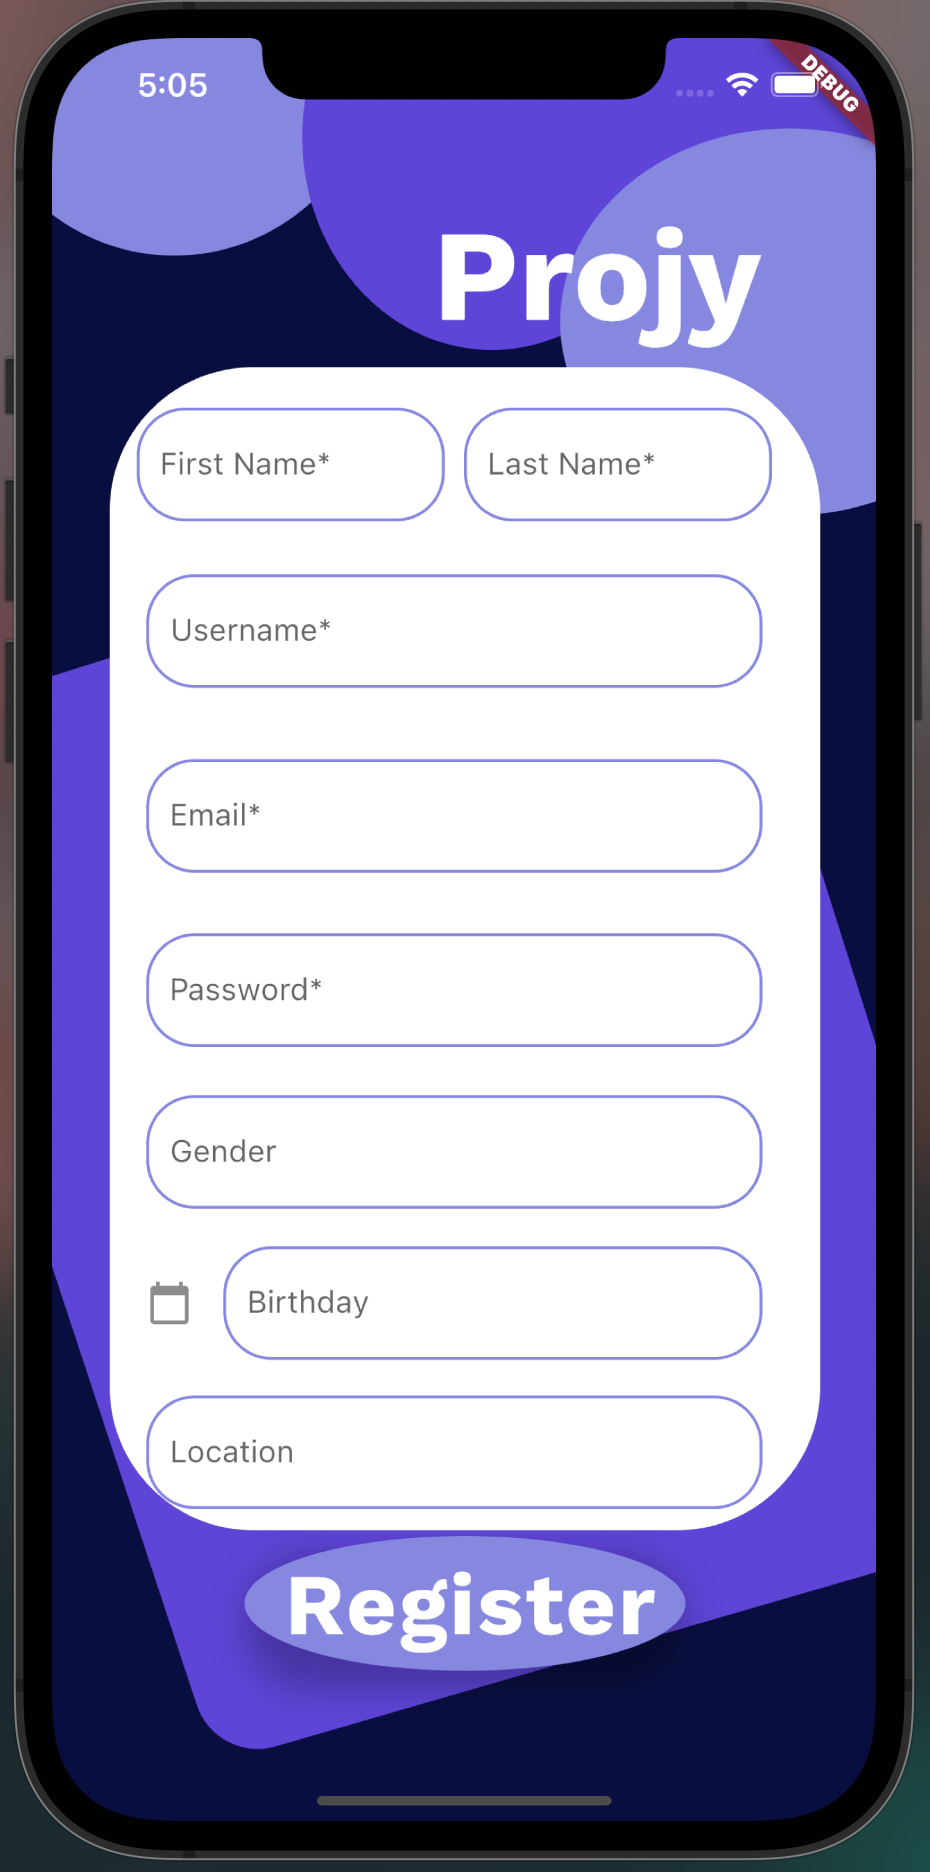 5:05
DEBUG
Projy
First Name* Last Name*
Username*
Email*
Password*
Gender
Birthday
Location
Register